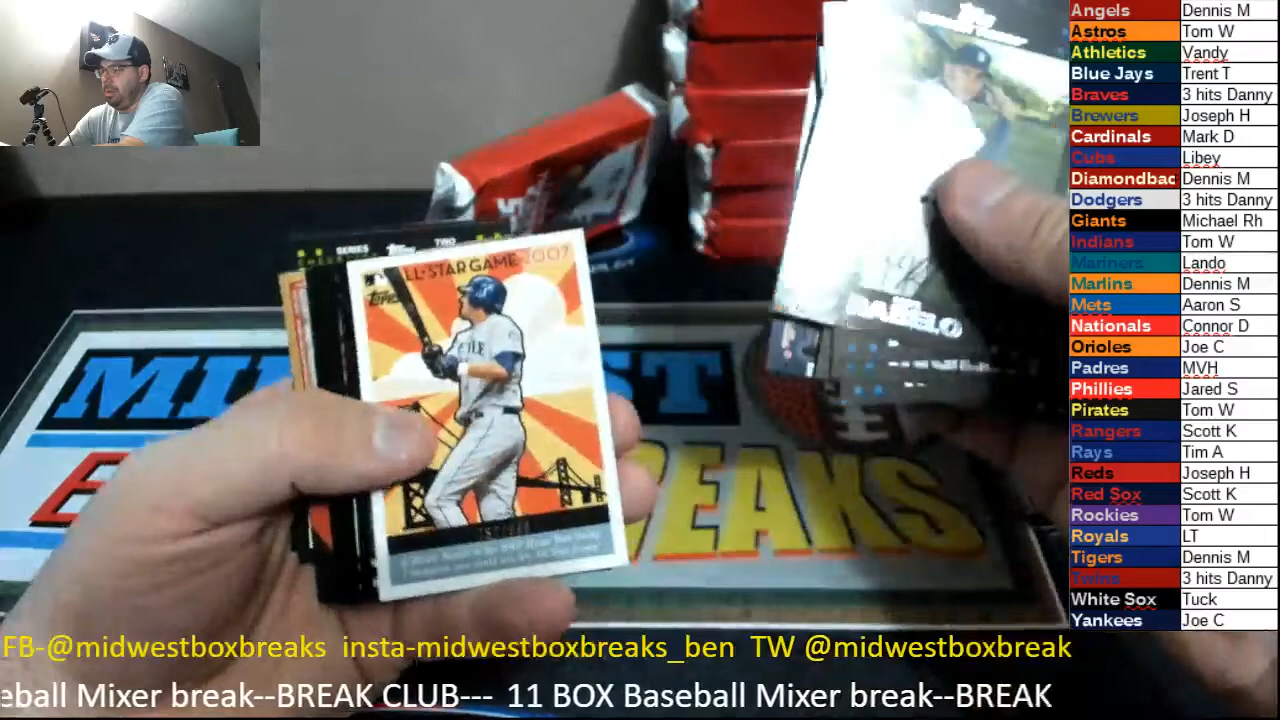 Angels Dennis M
Astros Tom W
Athletics Vandy
Blue Jays Trent T
Braves 3 hits Danny
Brewers Joseph H
Cardinals Mark D
Cubs Libey
Diamondbac Dennis M
Dodgers 3 hits Danny
Giants Michael Rh
Indians Tom W
Mariners Lando
Marlins Dennis M
Mets Aaron S
Nationals Connor D
Orioles Joe C
Padres MVH
Phillies Jared S
Pirates Tom W
Rangers Scott K
Rays Tim A
Reds Joseph H
Red Sox Scott K
Rockies Tom W
Royals LT
Tigers Dennis M
Twins 3 hits Danny
White Sox Tuck
Yankees Joe C
SERIES Topps TWO
LL-STAR GAME 2007
Topps
EAKS
FB-@midwestboxbreaks insta-midwestboxbreaks_ben TW @midwestboxbreak
eball Mixer break--BREAK CLUB--- 11 BOX Baseball Mixer break--BREAK